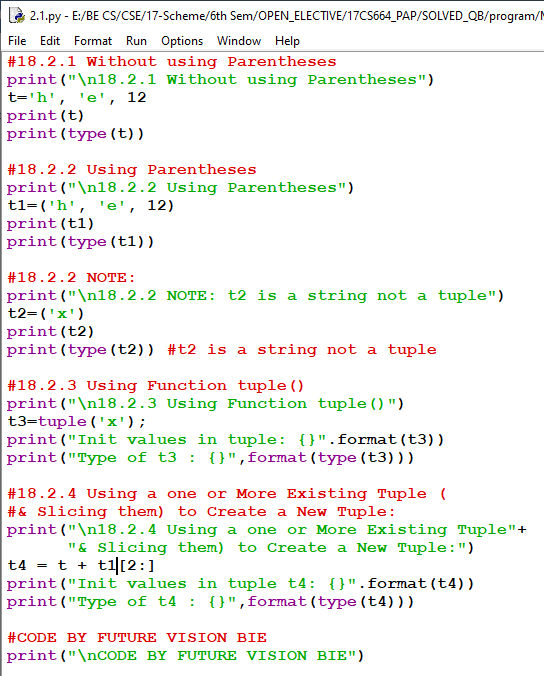 2.1.py - E:/BE CS/CSE/17-Scheme/6th Sem/OPEN_ELECTIVE/17CS664_PAP/SOLVED_QB/program/
File Edit Format Run Options Window Help
#18.2.1 Without using Parentheses
print("\n18.2.1 Without using Parentheses")
t='h', 'e', 12
print(t)
print(type(t))
#18.2.2 Using Parentheses
print("\n18.2.2 Using Parentheses")
t1=('h', 'e', 12)
print(t1)
print(type(t1))
#18.2.2 NOTE:
print("\n18.2.2 NOTE: t2 is a string not a tuple")
t2=('x')
print(t2)
print(type(t2)) #t2 is a string not a tuple
#18.2.3 Using Function tuple()
print("\n18.2.3 Using Function tuple()")
t3=tuple('x');
print("Init values in tuple: {}".format(t3))
print("Type of t3 : {}",format(type(t3)))
#18.2.4 Using a one or More Existing Tuple (
#& Slicing them) to Create a New Tuple:
print("\n18.2.4 Using a one or More Existing Tuple"+
"& Slicing them) to Create a New Tuple:")
t4 = t + t1[2:]
print("Init values in tuple t4: {}".format(t4))
print("Type of t4 : {}",format(type(t4)))
#CODE BY FUTURE VISION BIE
print("\nCODE BY FUTURE VISION BIE")